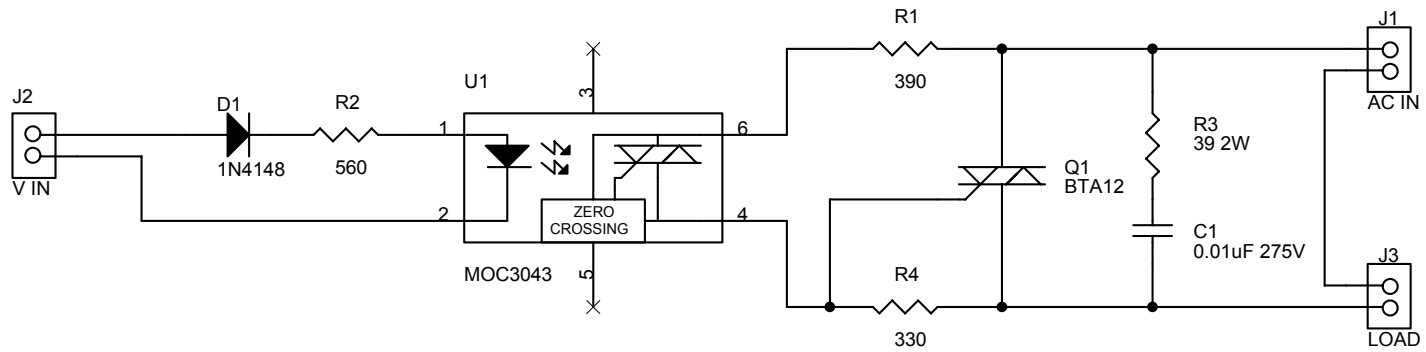 J2
V IN
D1
1N4148
R2
560
U1
1
2
3
5
6
4
ZERO
CROSSING
MOC3043
R1
390
R4
330
Q1
BTA12
R3
39 2W
C1
0.01uF 275V
J1
AC IN
J3
LOAD